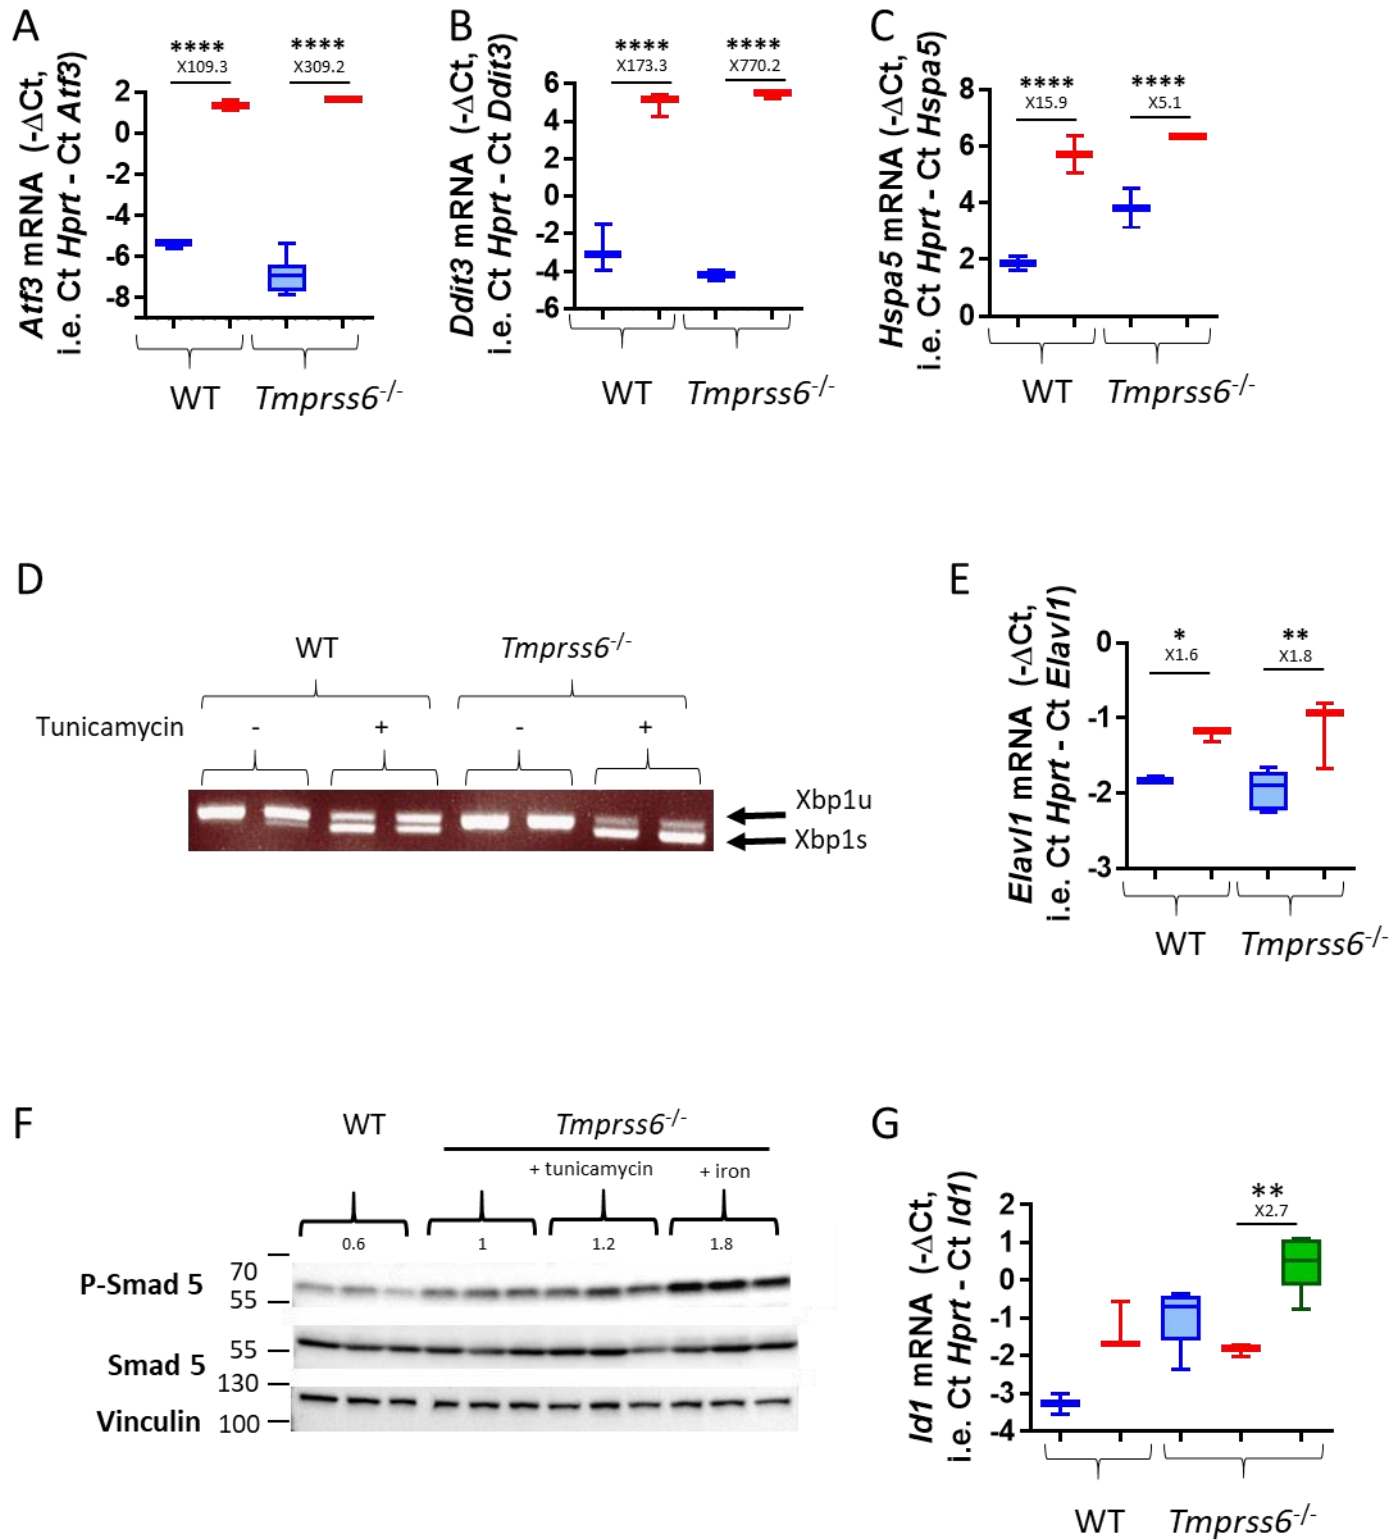 A
Atf3 mRNA (-ΔCt,
i.e. Ct Hprt - Ct Atf3)
****
X109.3
****
X309.2
2
0
-2
-4
-6
-8
WT
Tmprss6-/-
B
Ddit3 mRNA (-ΔCt,
i.e. Ct Hprt - Ct Ddit3)
****
X173.3
****
X770.2
6
4
2
0
-2
-4
-6
WT
Tmprss6-/-
C
Hspa5 mRNA (-ΔCt,
i.e. Ct Hprt - Ct Hspa5)
****
X15.9
****
X5.1
8
6
4
2
0
WT
Tmprss6-/-
D
WT
Tmprss6-/-
Tunicamycin - + - +
Xbp1u
Xbp1s
E
Elavl1 mRNA (-ΔCt,
i.e. Ct Hprt - Ct Elavl1)
*
X1.6
**
X1.8
0
-1
-2
-3
WT
Tmprss6-/-
F
WT
Tmprss6-/-
+ tunicamycin
+ iron
0.6 1 1.2 1.8
P-Smad 5
70
55
Smad 5
55
130
Vinculin
100
G
Id1 mRNA (-ΔCt,
i.e. Ct Hprt - Ct Id1)
**
X2.7
2
1
0
-1
-2
-3
-4
WT
Tmprss6-/-